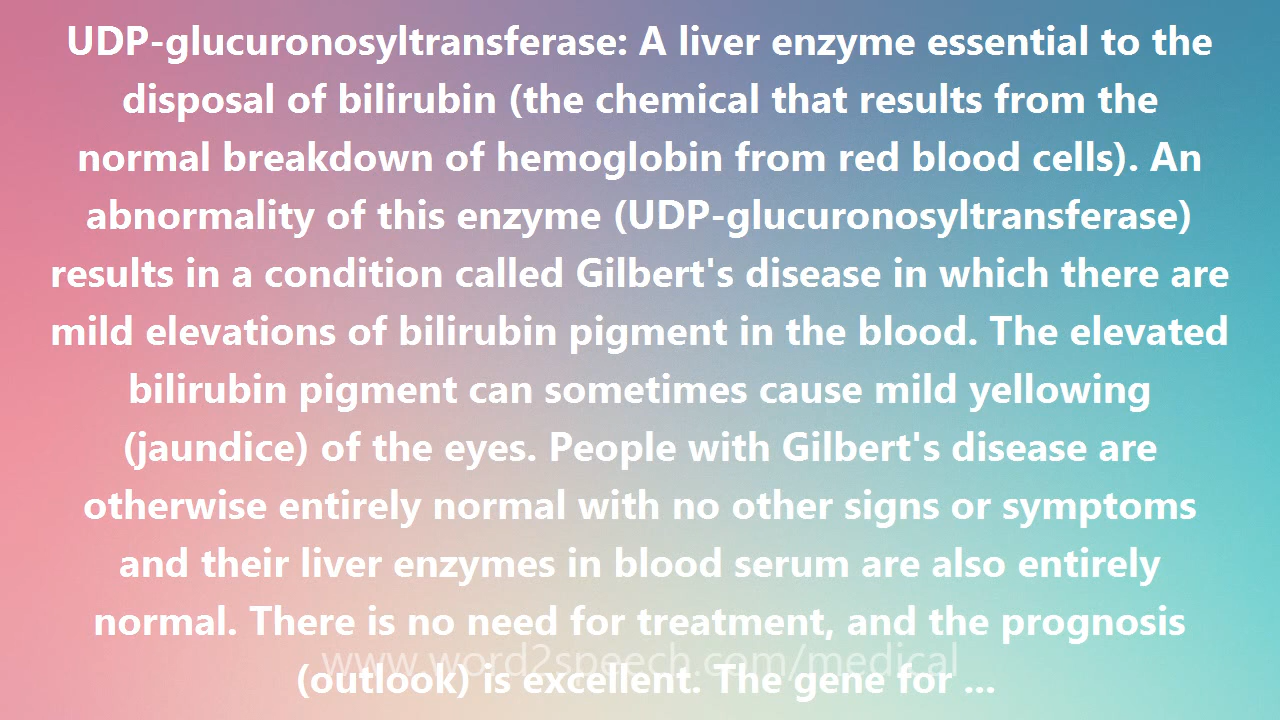 UDP-glucuronosyltransferase: A liver enzyme essential to the
disposal of bilirubin (the chemical that results from the
normal breakdown of hemoglobin from red blood cells). An
abnormality of this enzyme (UDP-glucuronosyltransferase)
results in a condition called Gilbert's disease in which there are
mild elevations of bilirubin pigment in the blood. The elevated
bilirubin pigment can sometimes cause mild yellowing
(jaundice) of the eyes. People with Gilbert's disease are
otherwise entirely normal with no other signs or symptoms
and their liver enzymes in blood serum are also entirely
normal. There is no need for treatment, and the prognosis
www.word2speech.com/medical
(outlook) is excellent. The gene for ...